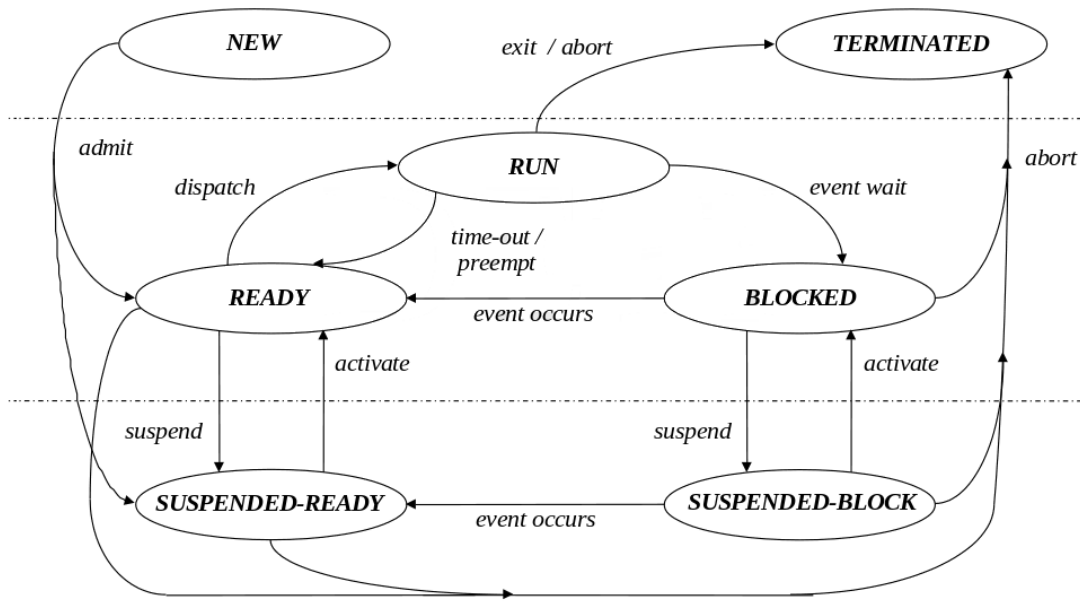 NEW
exit / abort
TERMINATED
admit
RUN
abort
dispatch
event wait
time-out /
preempt
READY
BLOCKED
event occurs
activate
activate
suspend
suspend
SUSPENDED-READY
SUSPENDED-BLOCK
event occurs